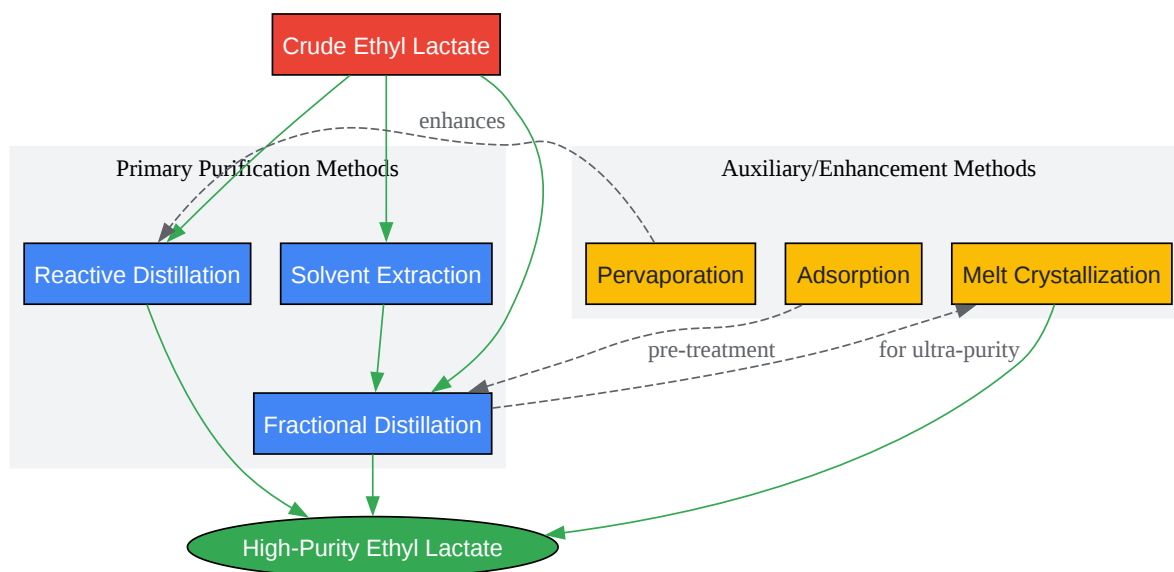 Crude Ethyl Lactate
enhances
Primary Purification Methods
Auxiliary/Enhancement Methods
Reactive Distillation
Solvent Extraction
Pervaporation
Adsorption
Melt Crystallization
pre-treatment
for ultra-purity
Fractional Distillation
High-Purity Ethyl Lactate